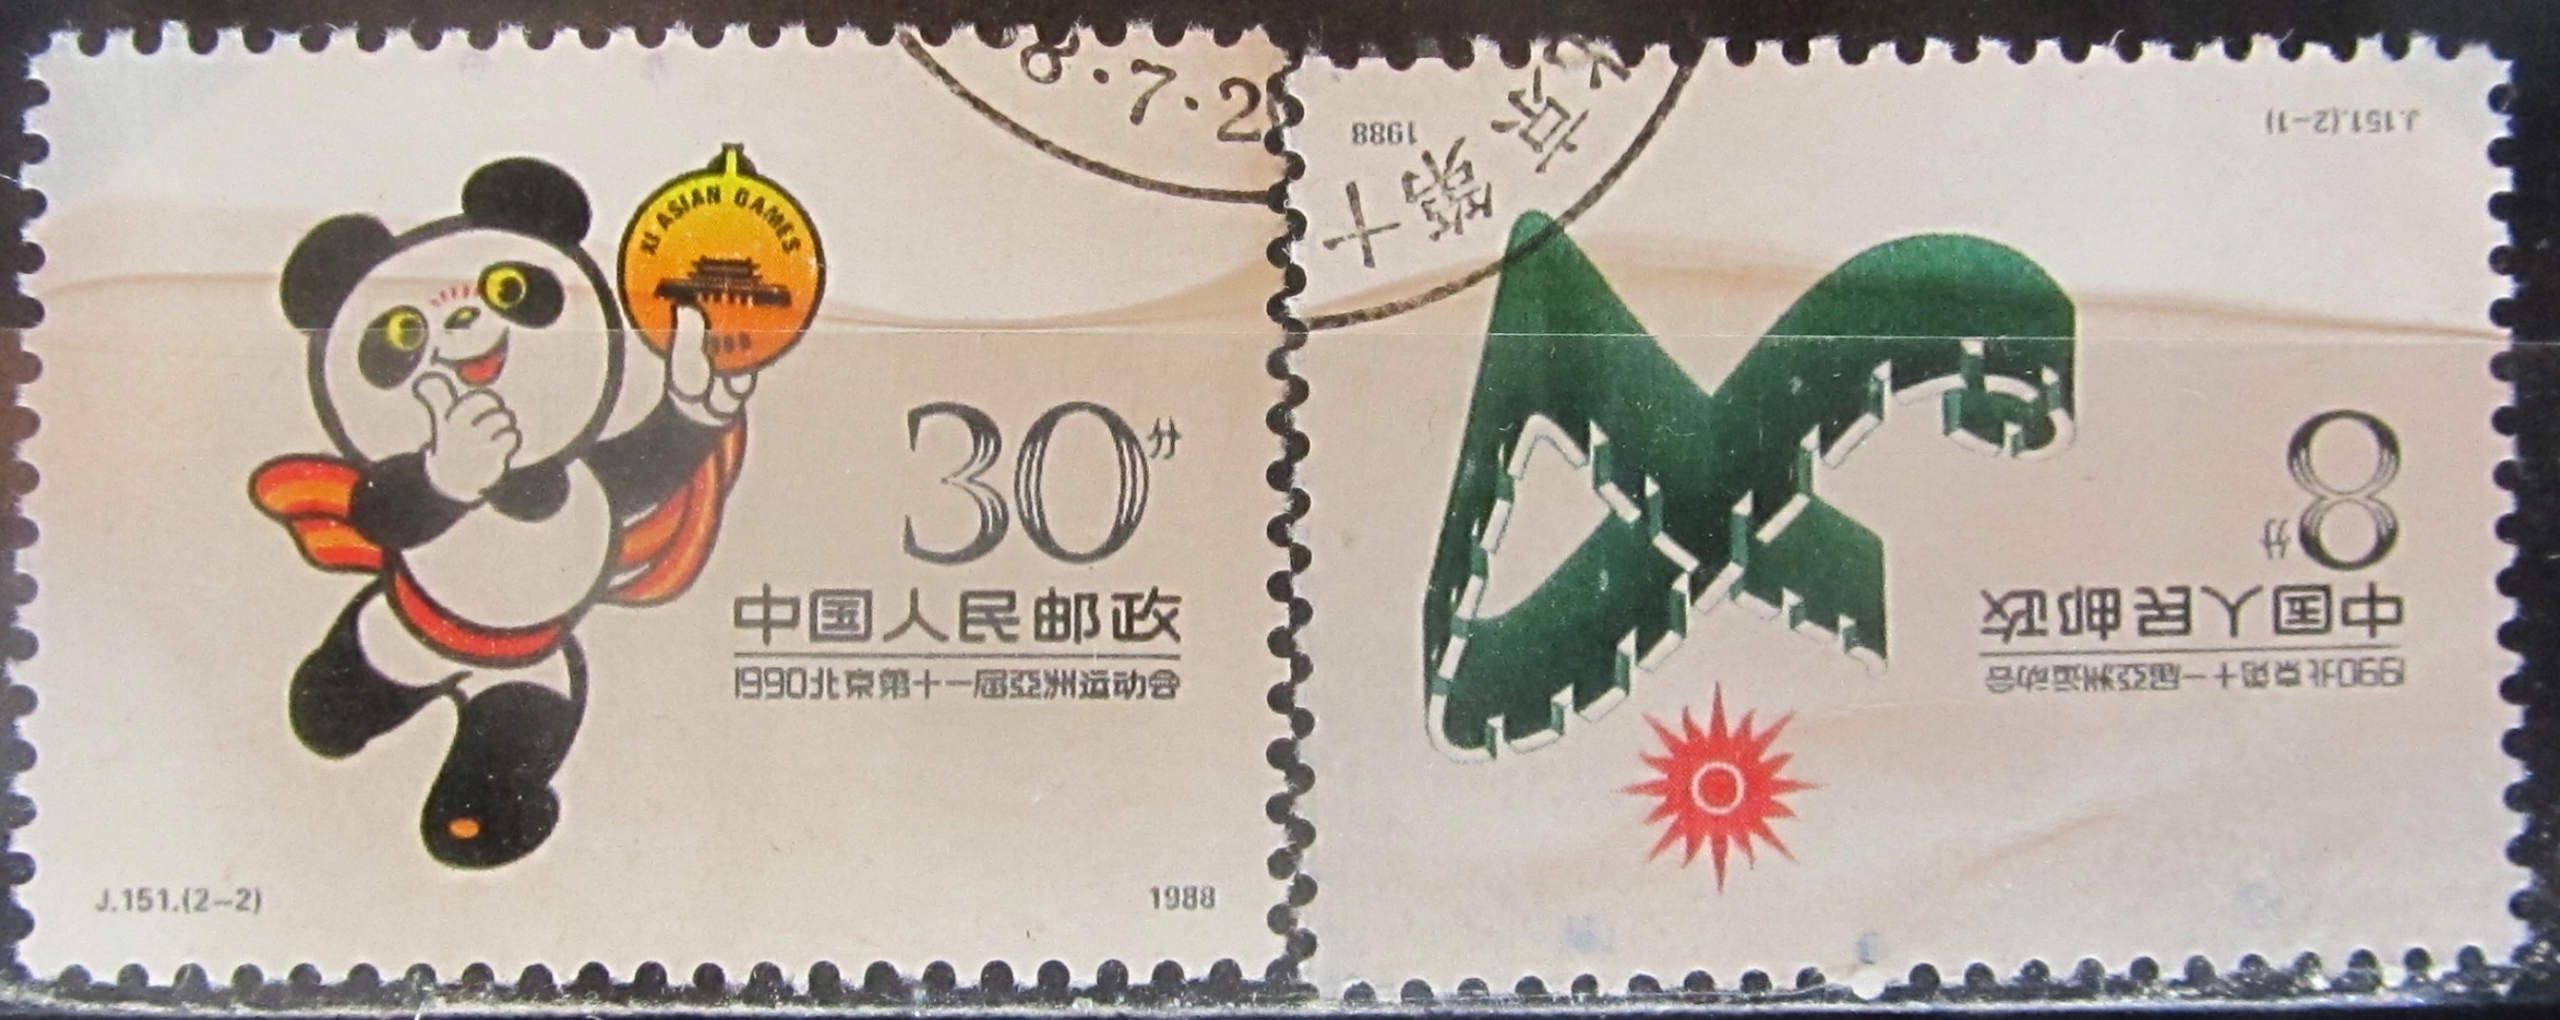 8.7.2
XI ASIAN GAMES
30分
中国人民邮政
1990北京第十一届亞洲运动会
J.151.(2-2)
1988
京
第十
8分
中国人民邮政
1990北京第十一届亞洲运动会
J.151.(2-1)
1988